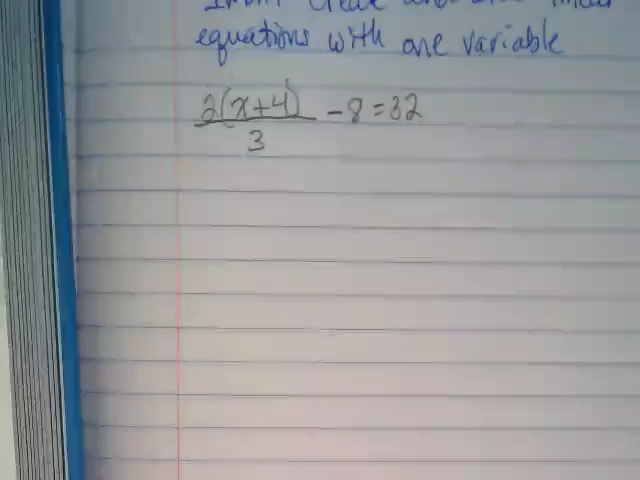 equations with one variable
2(x+4)
- 8 = 32
3